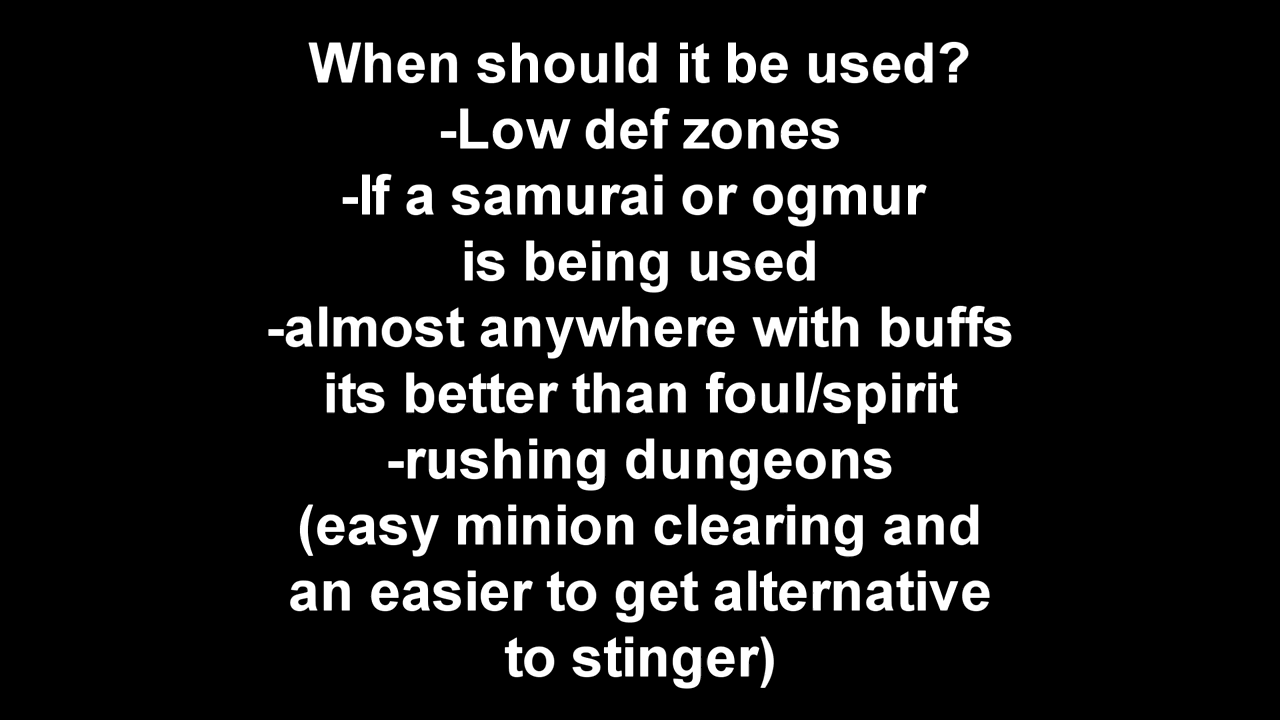 When should it be used?
-Low def zones
-If a samurai or ogmur
is being used
-almost anywhere with buffs
its better than foul/spirit
-rushing dungeons
(easy minion clearing and
an easier to get alternative
to stinger)